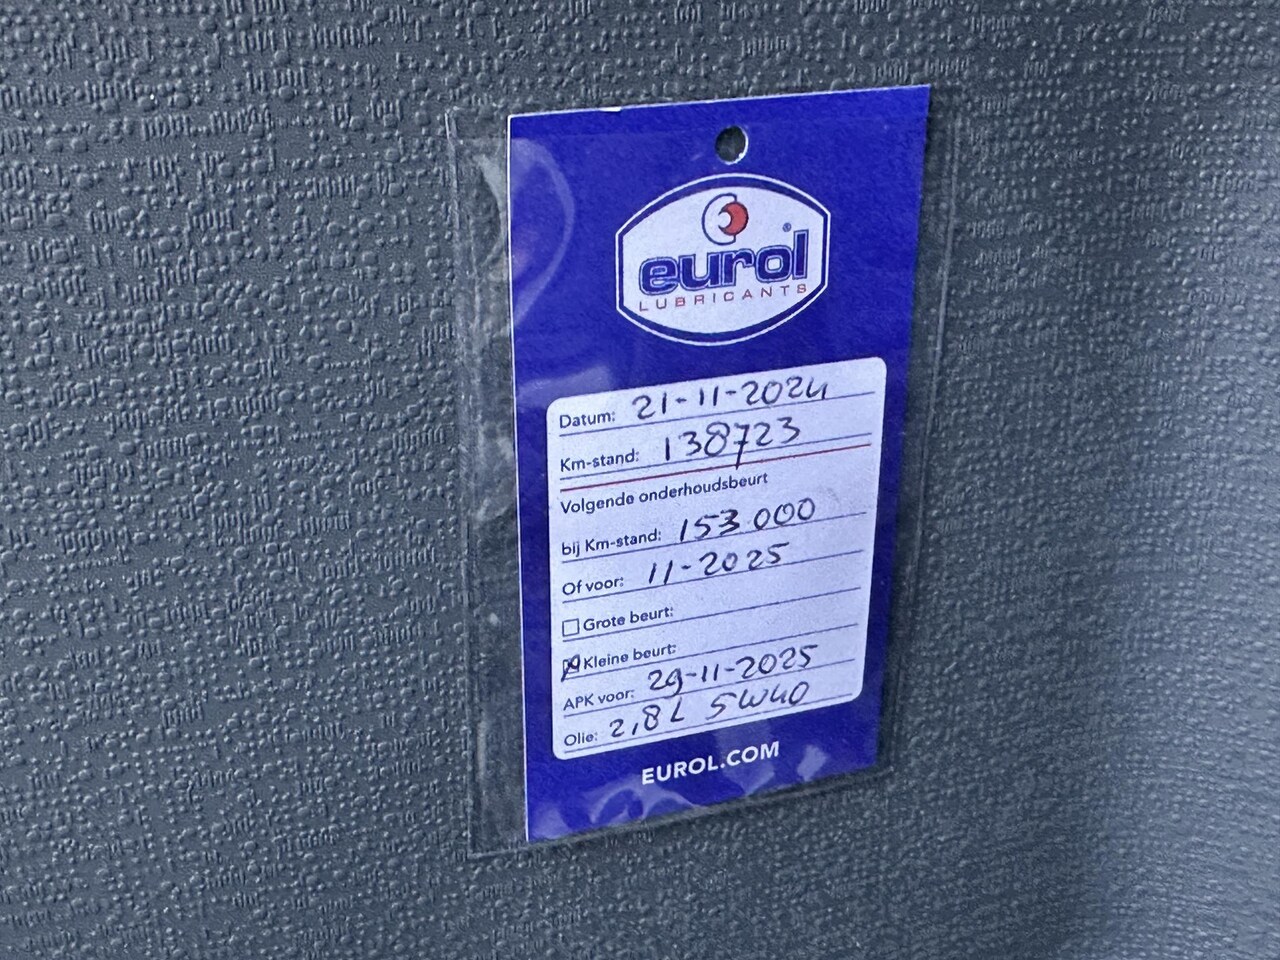 eurol®
LUBRICANTS
Datum: 21-11-2024
Km-stand: 138723
Volgende onderhoudsbeurt
bij Km-stand: 153 000
Of voor: 11-2025
Grote beurt:
Kleine beurt:
APK voor: 29-11-2025
Olie: 2,8L 5W40
EUROL.COM